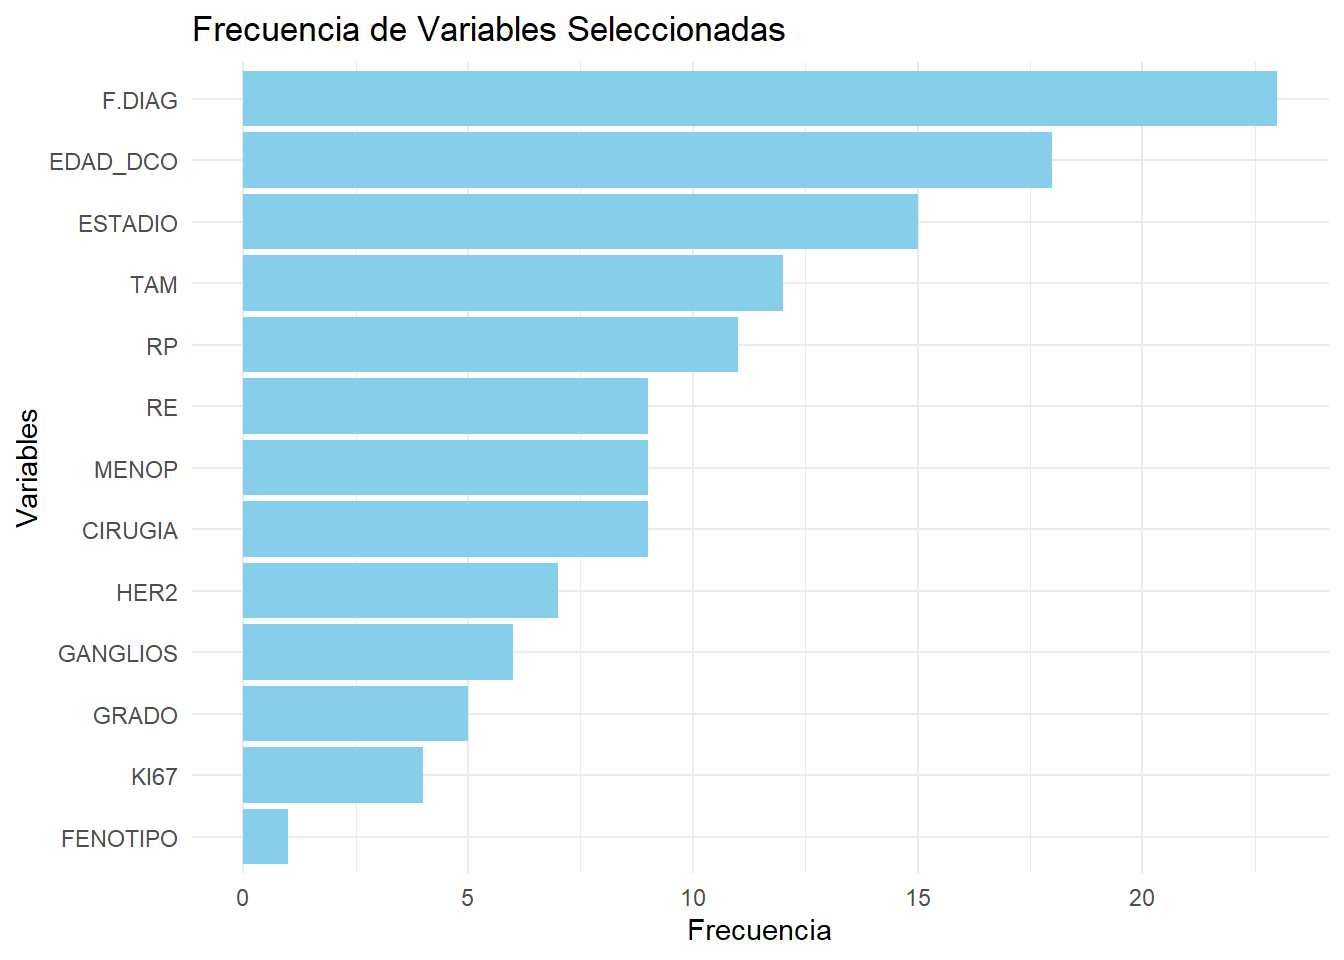 Frecuencia de Variables Seleccionadas
F.DIAG
EDAD_DCO
ESTADIO
TAM
RP
RE
MENOP
CIRUGIA
HER2
GANGLIOS
GRADO
KI67
FENOTIPO
Variables
0 5 10 15 20
Frecuencia